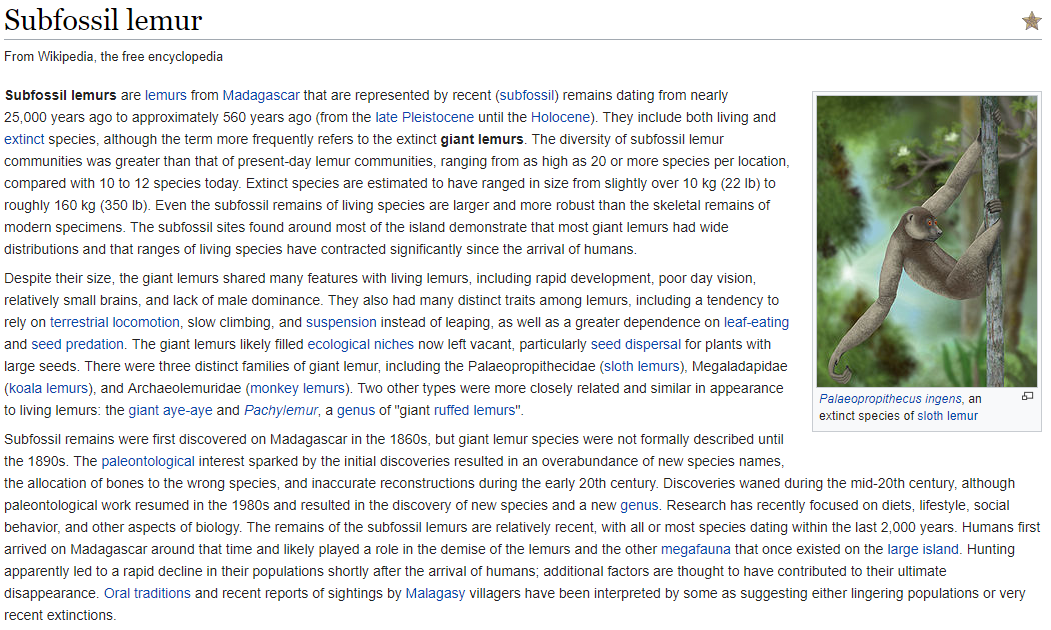 Subfossil lemur
From Wikipedia, the free encyclopedia
Subfossil lemurs are lemurs from Madagascar that are represented by recent (subfossil) remains dating from nearly
25,000 years ago to approximately 560 years ago (from the late Pleistocene until the Holocene). They include both living and
extinct species, although the term more frequently refers to the extinct giant lemurs. The diversity of subfossil lemur
communities was greater than that of present-day lemur communities, ranging from as high as 20 or more species per location,
compared with 10 to 12 species today. Extinct species are estimated to have ranged in size from slightly over 10 kg (22 lb) to
roughly 160 kg (350 lb). Even the subfossil remains of living species are larger and more robust than the skeletal remains of
modern specimens. The subfossil sites found around most of the island demonstrate that most giant lemurs had wide
distributions and that ranges of living species have contracted significantly since the arrival of humans.
Despite their size, the giant lemurs shared many features with living lemurs, including rapid development, poor day vision,
relatively small brains, and lack of male dominance. They also had many distinct traits among lemurs, including a tendency to
rely on terrestrial locomotion, slow climbing, and suspension instead of leaping, as well as a greater dependence on leaf-eating
and seed predation. The giant lemurs likely filled ecological niches now left vacant, particularly seed dispersal for plants with
large seeds. There were three distinct families of giant lemur, including the Palaeopropithecidae (sloth lemurs), Megaladapidae
(koala lemurs), and Archaeolemuridae (monkey lemurs). Two other types were more closely related and similar in appearance
to living lemurs: the giant aye-aye and Pachylemur, a genus of "giant ruffed lemurs".
Palaeopropithecus ingens, an
extinct species of sloth lemur
Subfossil remains were first discovered on Madagascar in the 1860s, but giant lemur species were not formally described until
the 1890s. The paleontological interest sparked by the initial discoveries resulted in an overabundance of new species names,
the allocation of bones to the wrong species, and inaccurate reconstructions during the early 20th century. Discoveries waned during the mid-20th century, although
paleontological work resumed in the 1980s and resulted in the discovery of new species and a new genus. Research has recently focused on diets, lifestyle, social
behavior, and other aspects of biology. The remains of the subfossil lemurs are relatively recent, with all or most species dating within the last 2,000 years. Humans first
arrived on Madagascar around that time and likely played a role in the demise of the lemurs and the other megafauna that once existed on the large island. Hunting
apparently led to a rapid decline in their populations shortly after the arrival of humans; additional factors are thought to have contributed to their ultimate
disappearance. Oral traditions and recent reports of sightings by Malagasy villagers have been interpreted by some as suggesting either lingering populations or very
recent extinctions.